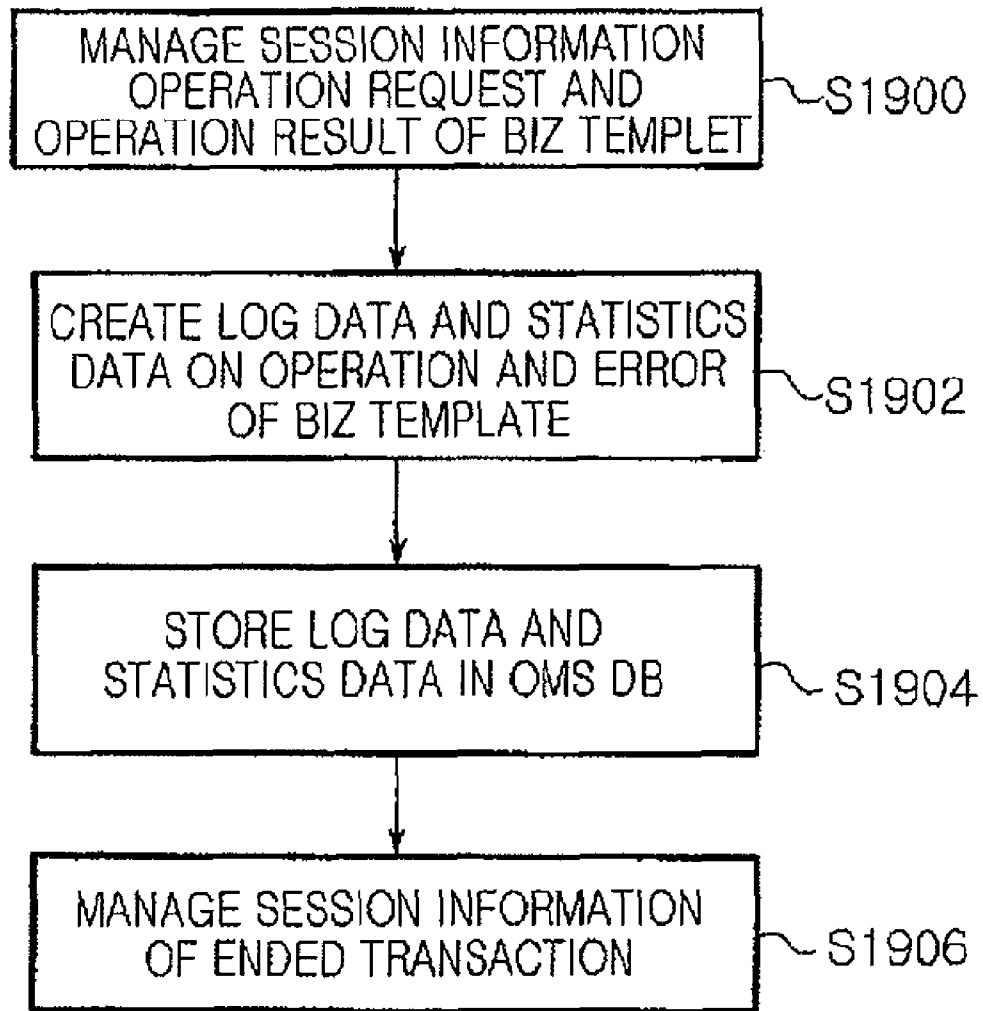 MANAGE SESSION INFORMATION
OPERATION REQUEST AND
OPERATION RESULT OF BIZ TEMPLET
S1900
CREATE LOG DATA AND STATISTICS
DATA ON OPERATION AND ERROR
OF BIZ TEMPLATE
S1902
STORE LOG DATA AND
STATISTICS DATA IN OMS DB
S1904
MANAGE SESSION INFORMATION
OF ENDED TRANSACTION
S1906